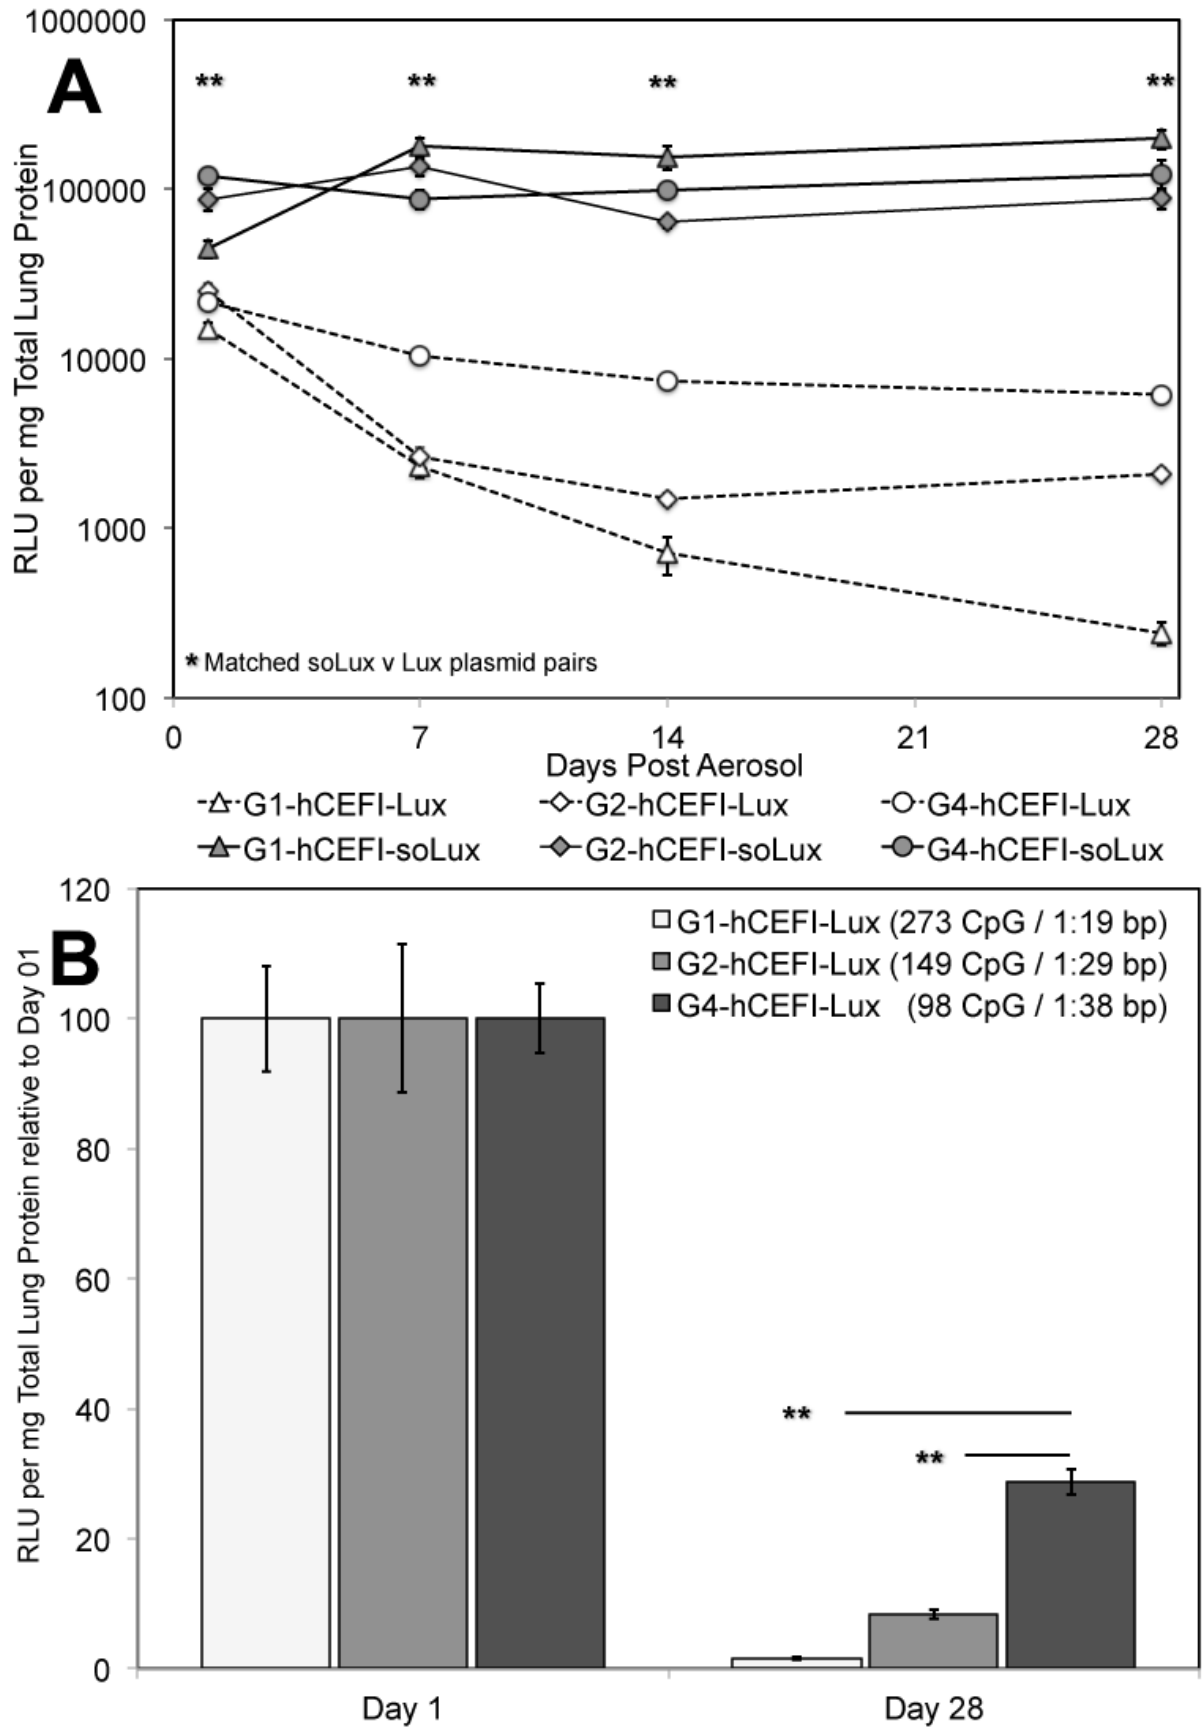 A
1000000
100000
10000
1000
100
RLU per mg Total Lung Protein
** ** ** **
* Matched soLux v Lux plasmid pairs
0 7 14 21 28
Days Post Aerosol
G1-hCEFI-Lux G2-hCEFI-Lux G4-hCEFI-Lux
G1-hCEFI-soLux G2-hCEFI-soLux G4-hCEFI-soLux
B
120
100
80
60
40
20
0
RLU per mg Total Lung Protein relative to Day 01
G1-hCEFI-Lux (273 CpG / 1:19 bp)
G2-hCEFI-Lux (149 CpG / 1:29 bp)
G4-hCEFI-Lux (98 CpG / 1:38 bp)
**
**
Day 1 Day 28